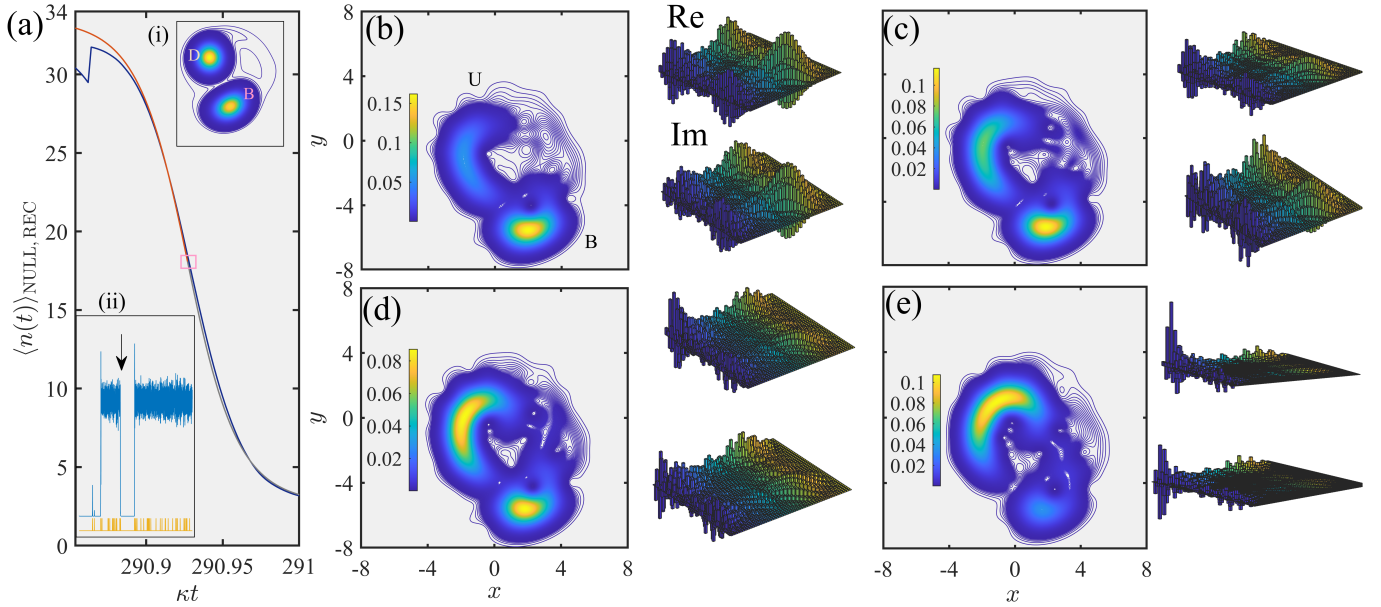 (a)
34
30
25
20
15
10
5
0
⟨n(t)⟩NULL, REC
290.9
290.95
291
κt
(i)
D
B
(ii)
(b)
U
B
0.15
0.1
0.05
8
4
0
-4
-8
y
Re
Im
(c)
0.1
0.08
0.06
0.04
0.02
(d)
0.08
0.06
0.04
0.02
8
4
0
-4
-8
y
-8
-4
0
4
8
x
(e)
0.1
0.08
0.06
0.04
0.02
-8
-4
0
4
8
x